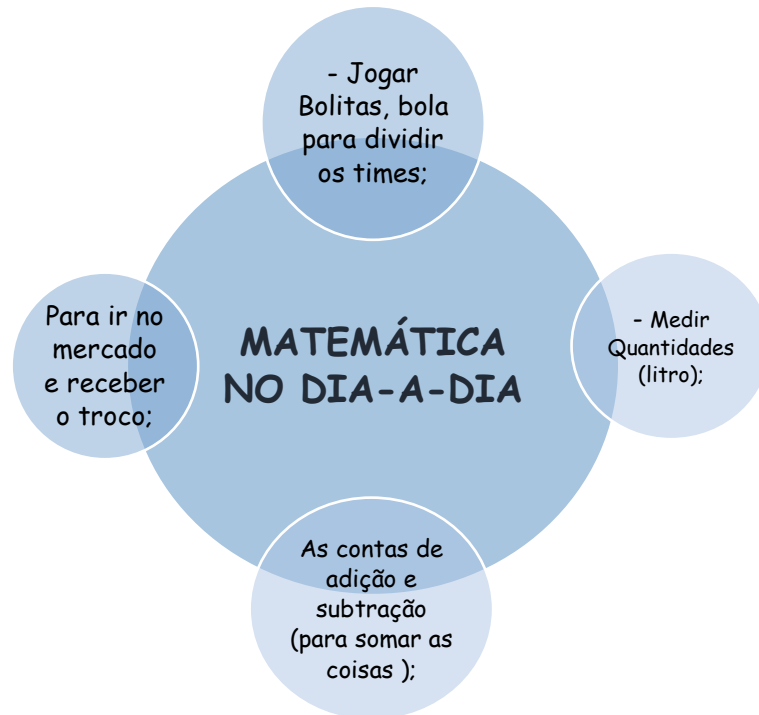 - Jogar
Bolitas, bola
para dividir
os times;
Para ir no
mercado
e receber
o troco;
MATEMÁTICA
NO DIA-A-DIA
- Medir
Quantidades
(litro);
As contas de
adição e
subtração
(para somar as
coisas );